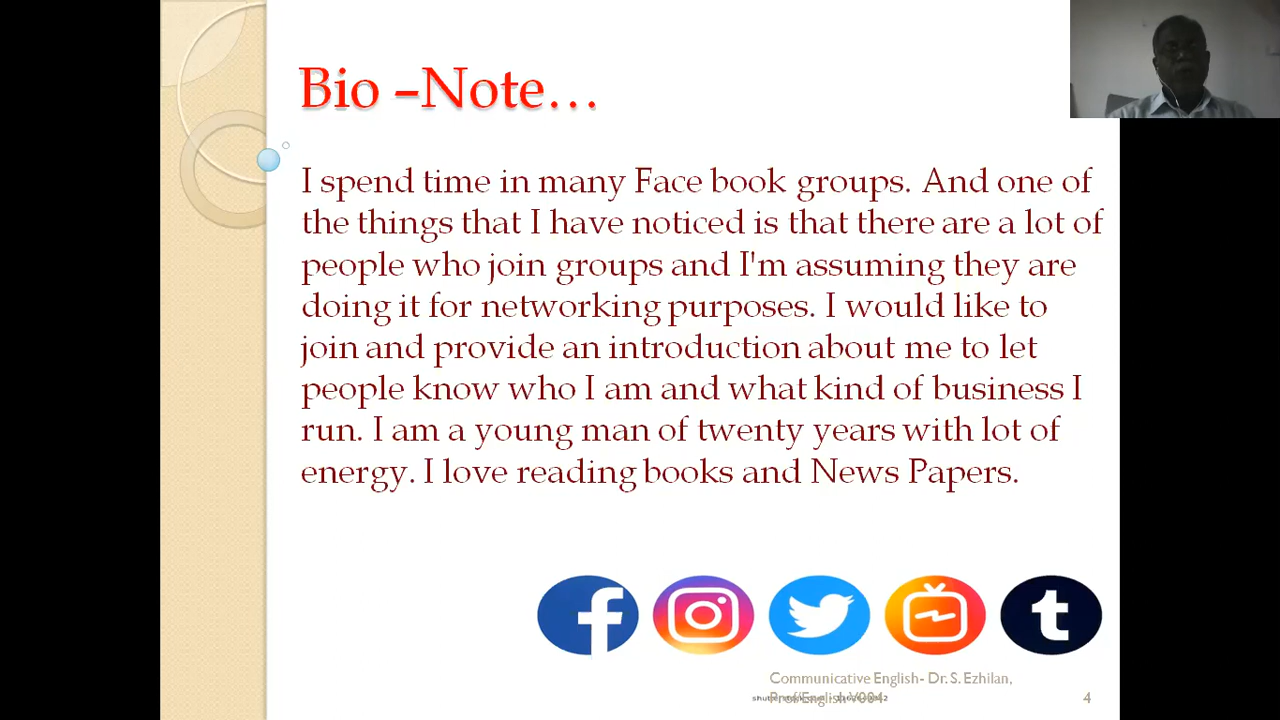 Bio –Note…
I spend time in many Face book groups. And one of
the things that I have noticed is that there are a lot of
people who join groups and I'm assuming they are
doing it for networking purposes. I would like to
join and provide an introduction about me to let
people know who I am and what kind of business I
run. I am a young man of twenty years with lot of
energy. I love reading books and News Papers.
Communicative English- Dr. S. Ezhilan,
Prof/English V004
4